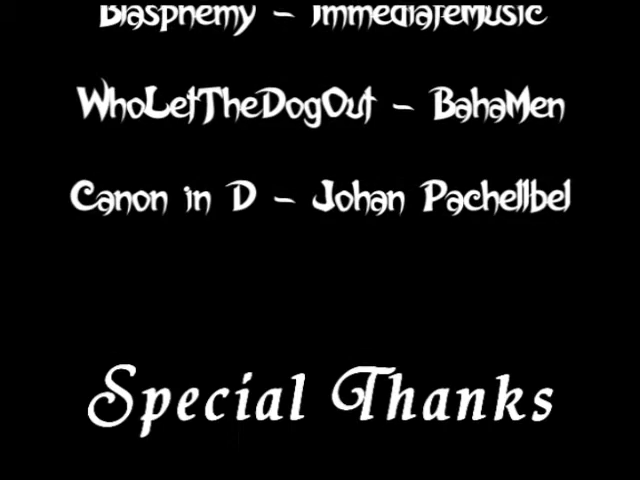 Blasphemy - ImmediateMusic
WhoLetTheDogOut - BahaMen
Canon in D - Johan Pachellbel
Special Thanks